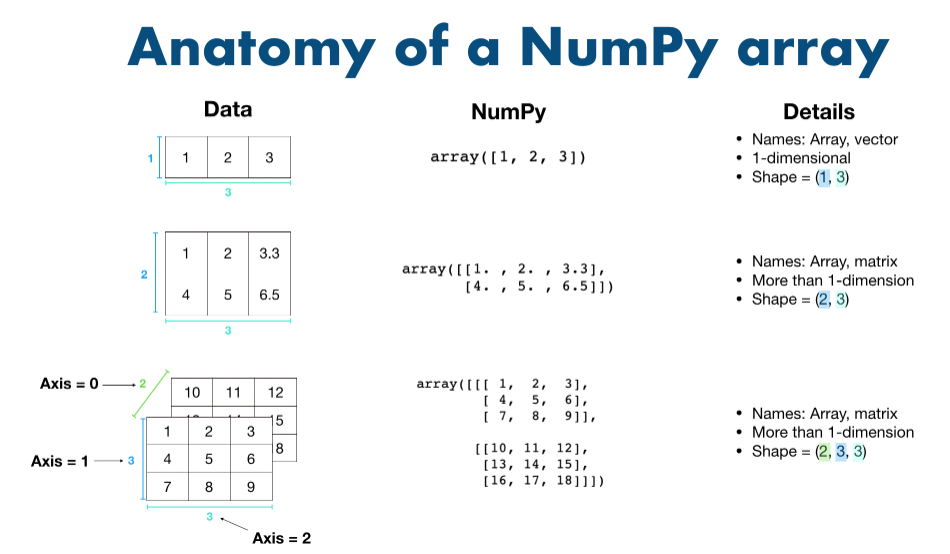 Anatomy of a NumPy array
Data
NumPy
Details
1
1 2 3
3
array([1, 2, 3])
• Names: Array, vector
• 1-dimensional
• Shape = (1, 3)
2
1 2 3.3
4 5 6.5
3
array([[1. , 2. , 3.3],
[4. , 5. , 6.5]])
• Names: Array, matrix
• More than 1-dimension
• Shape = (2, 3)
Axis = 0
2
10 11 12
5
8
Axis = 1
3
1 2 3
4 5 6
7 8 9
3
Axis = 2
array([[[ 1, 2, 3],
[ 4, 5, 6],
[ 7, 8, 9]],
[[10, 11, 12],
[13, 14, 15],
[16, 17, 18]]])
• Names: Array, matrix
• More than 1-dimension
• Shape = (2, 3, 3)